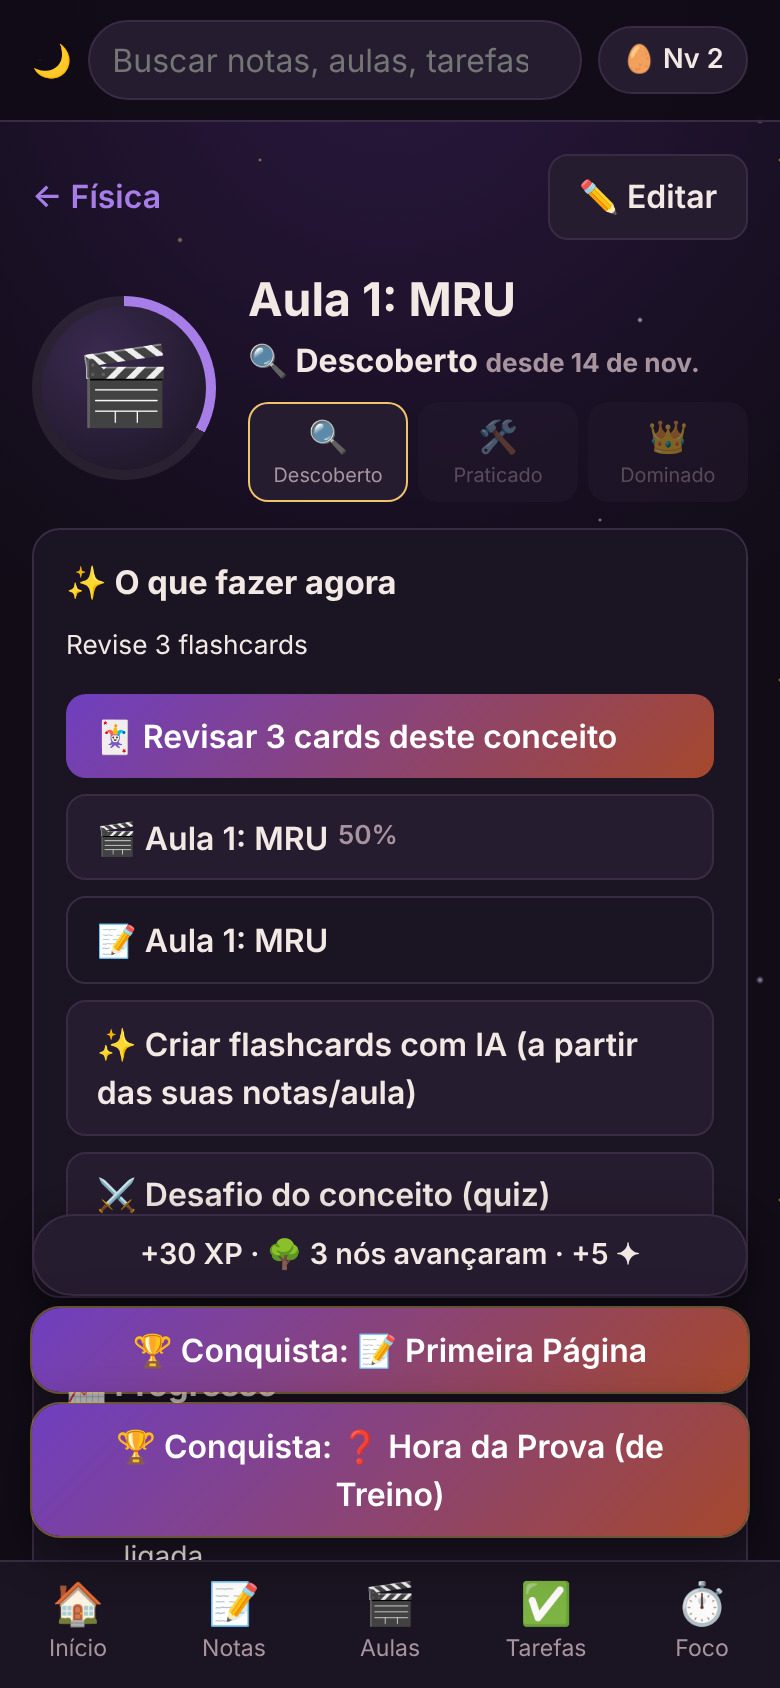 Buscar notas, aulas, tarefas
Nv 2
← Física
Editar
Aula 1: MRU
Descoberto desde 14 de nov.
Descoberto
Praticado
Dominado
O que fazer agora
Revise 3 flashcards
Revisar 3 cards deste conceito
Aula 1: MRU 50%
Aula 1: MRU
Criar flashcards com IA (a partir
das suas notas/aula)
Desafio do conceito (quiz)
+30 XP · 3 nós avançaram · +5 ✦
Conquista: Primeira Página
Progresso
Conquista: Hora da Prova (de
Treino)
ligada
Início
Notas
Aulas
Tarefas
Foco